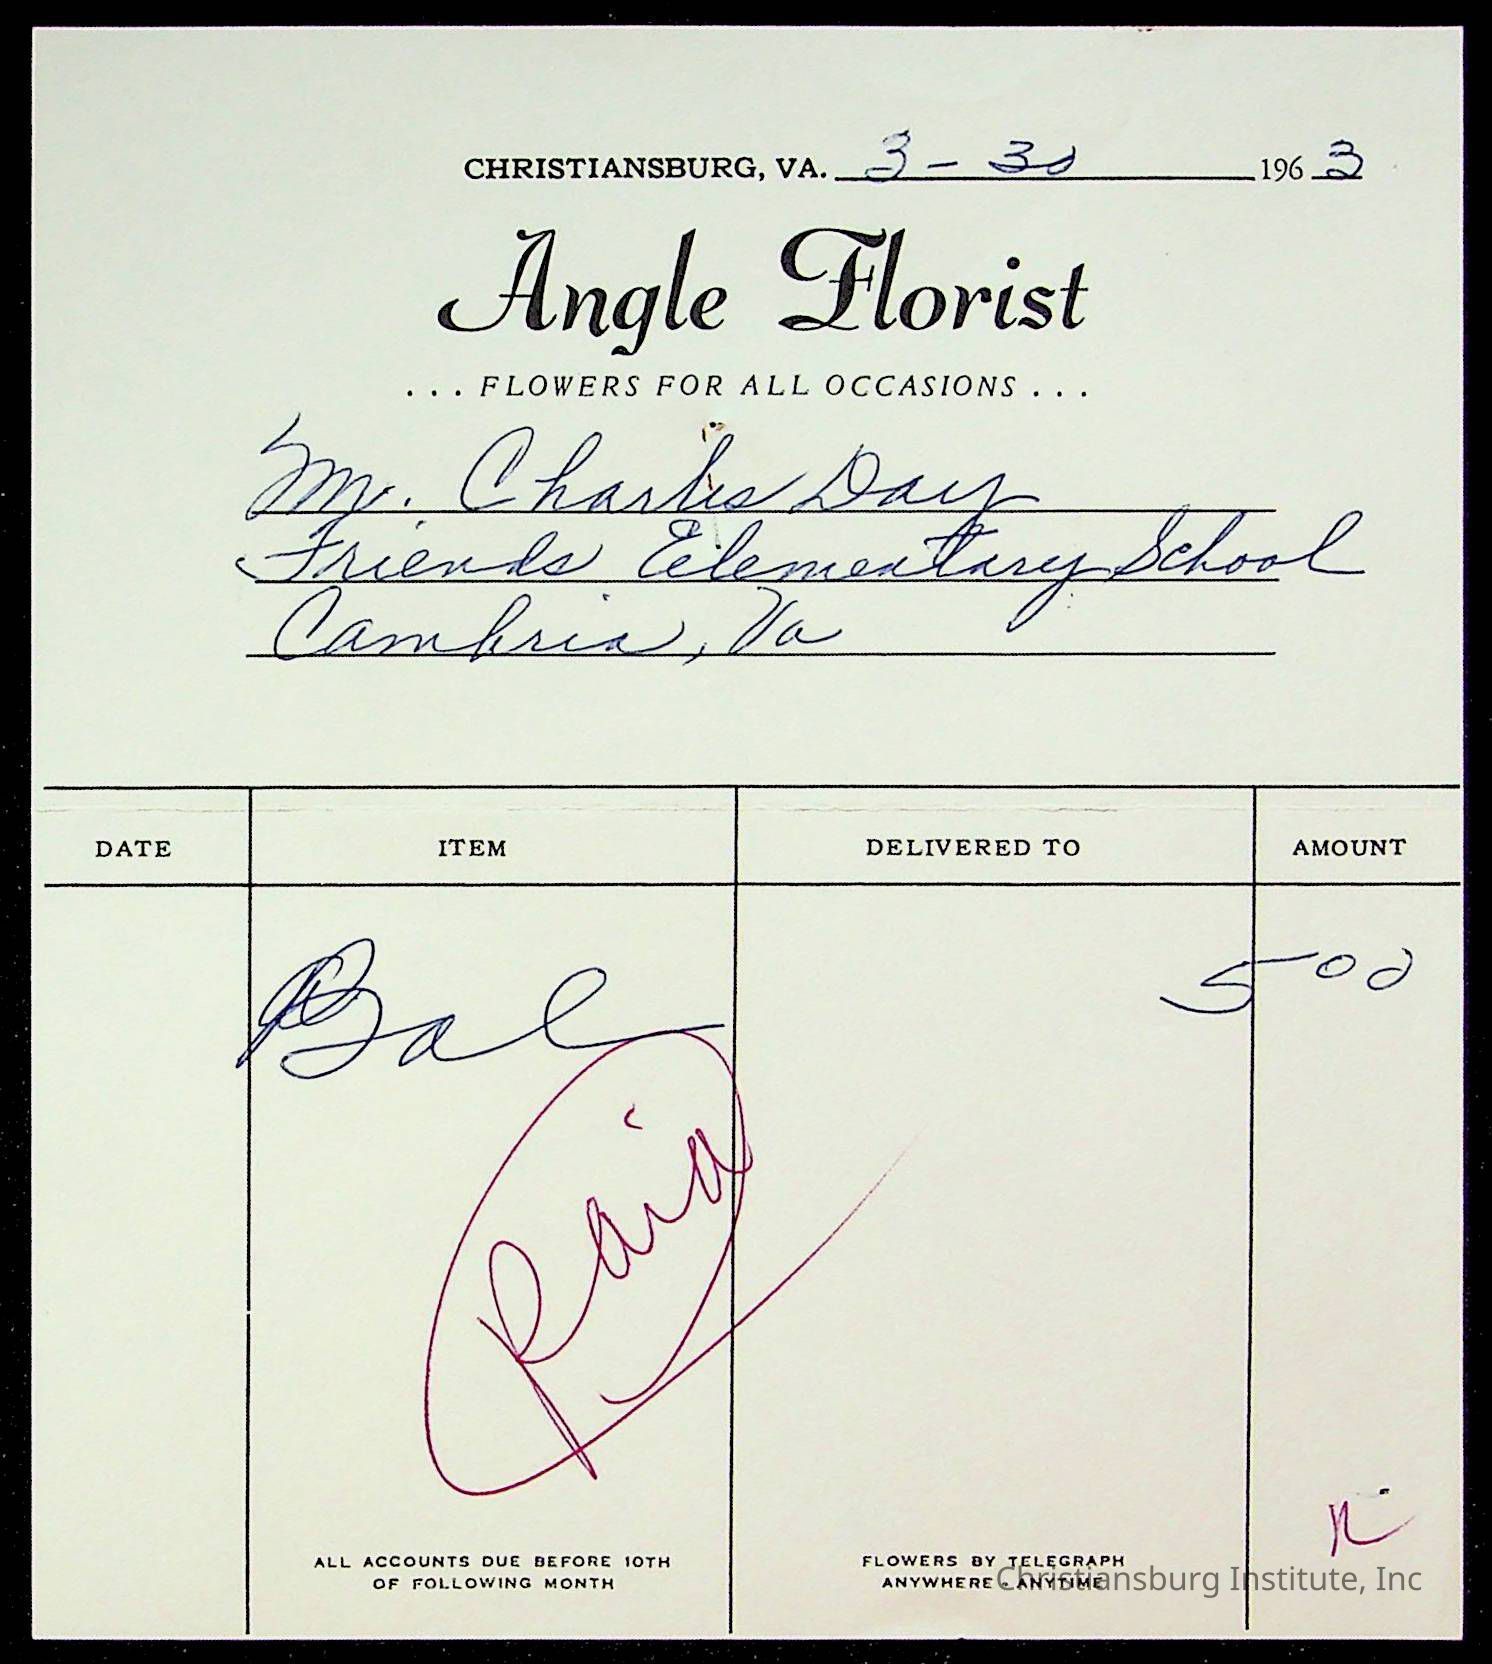 CHRISTIANSBURG, VA. 3 - 30 1963
Angle Florist
... FLOWERS FOR ALL OCCASIONS ...
Mr. Charles Day
Friends Elementary School
Cambria, Va
DATE ITEM DELIVERED TO AMOUNT
Bal 5 00
Paid
ALL ACCOUNTS DUE BEFORE 10TH
OF FOLLOWING MONTH
FLOWERS BY TELEGRAPH
ANYWHERE - ANYTIME
Christiansburg Institute, Inc